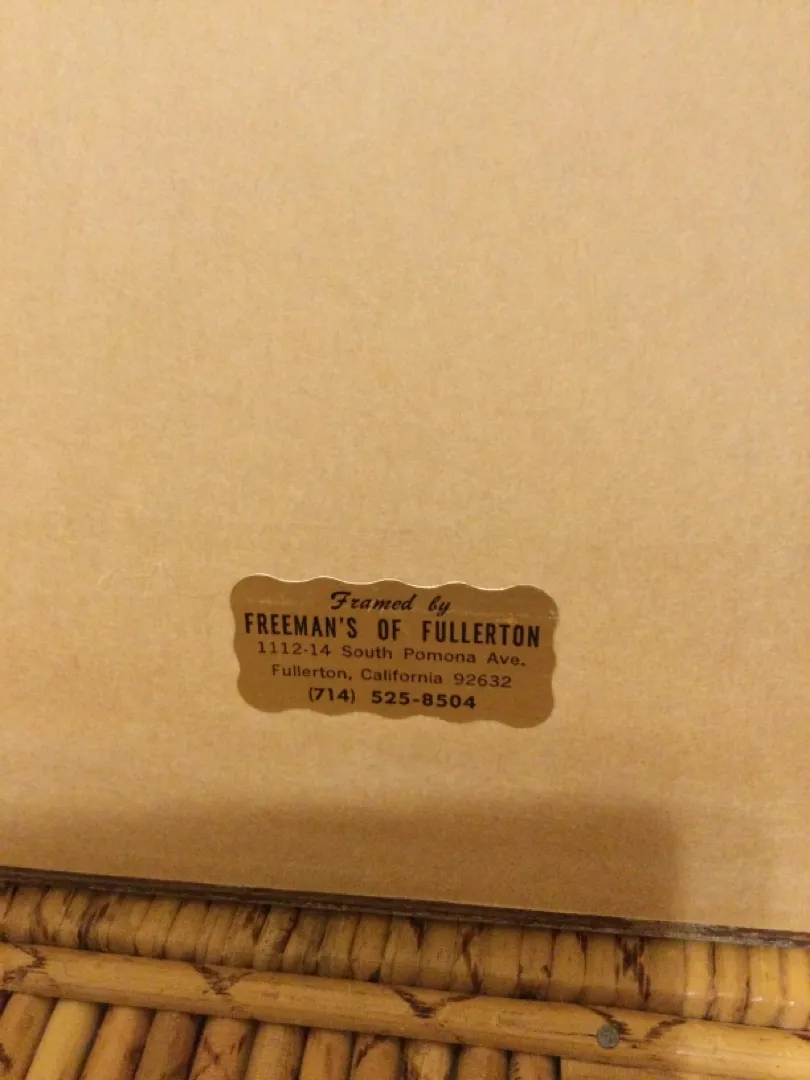 Framed by
FREEMAN'S OF FULLERTON
1112-14 South Pomona Ave.
Fullerton, California 92632
(714) 525-8504